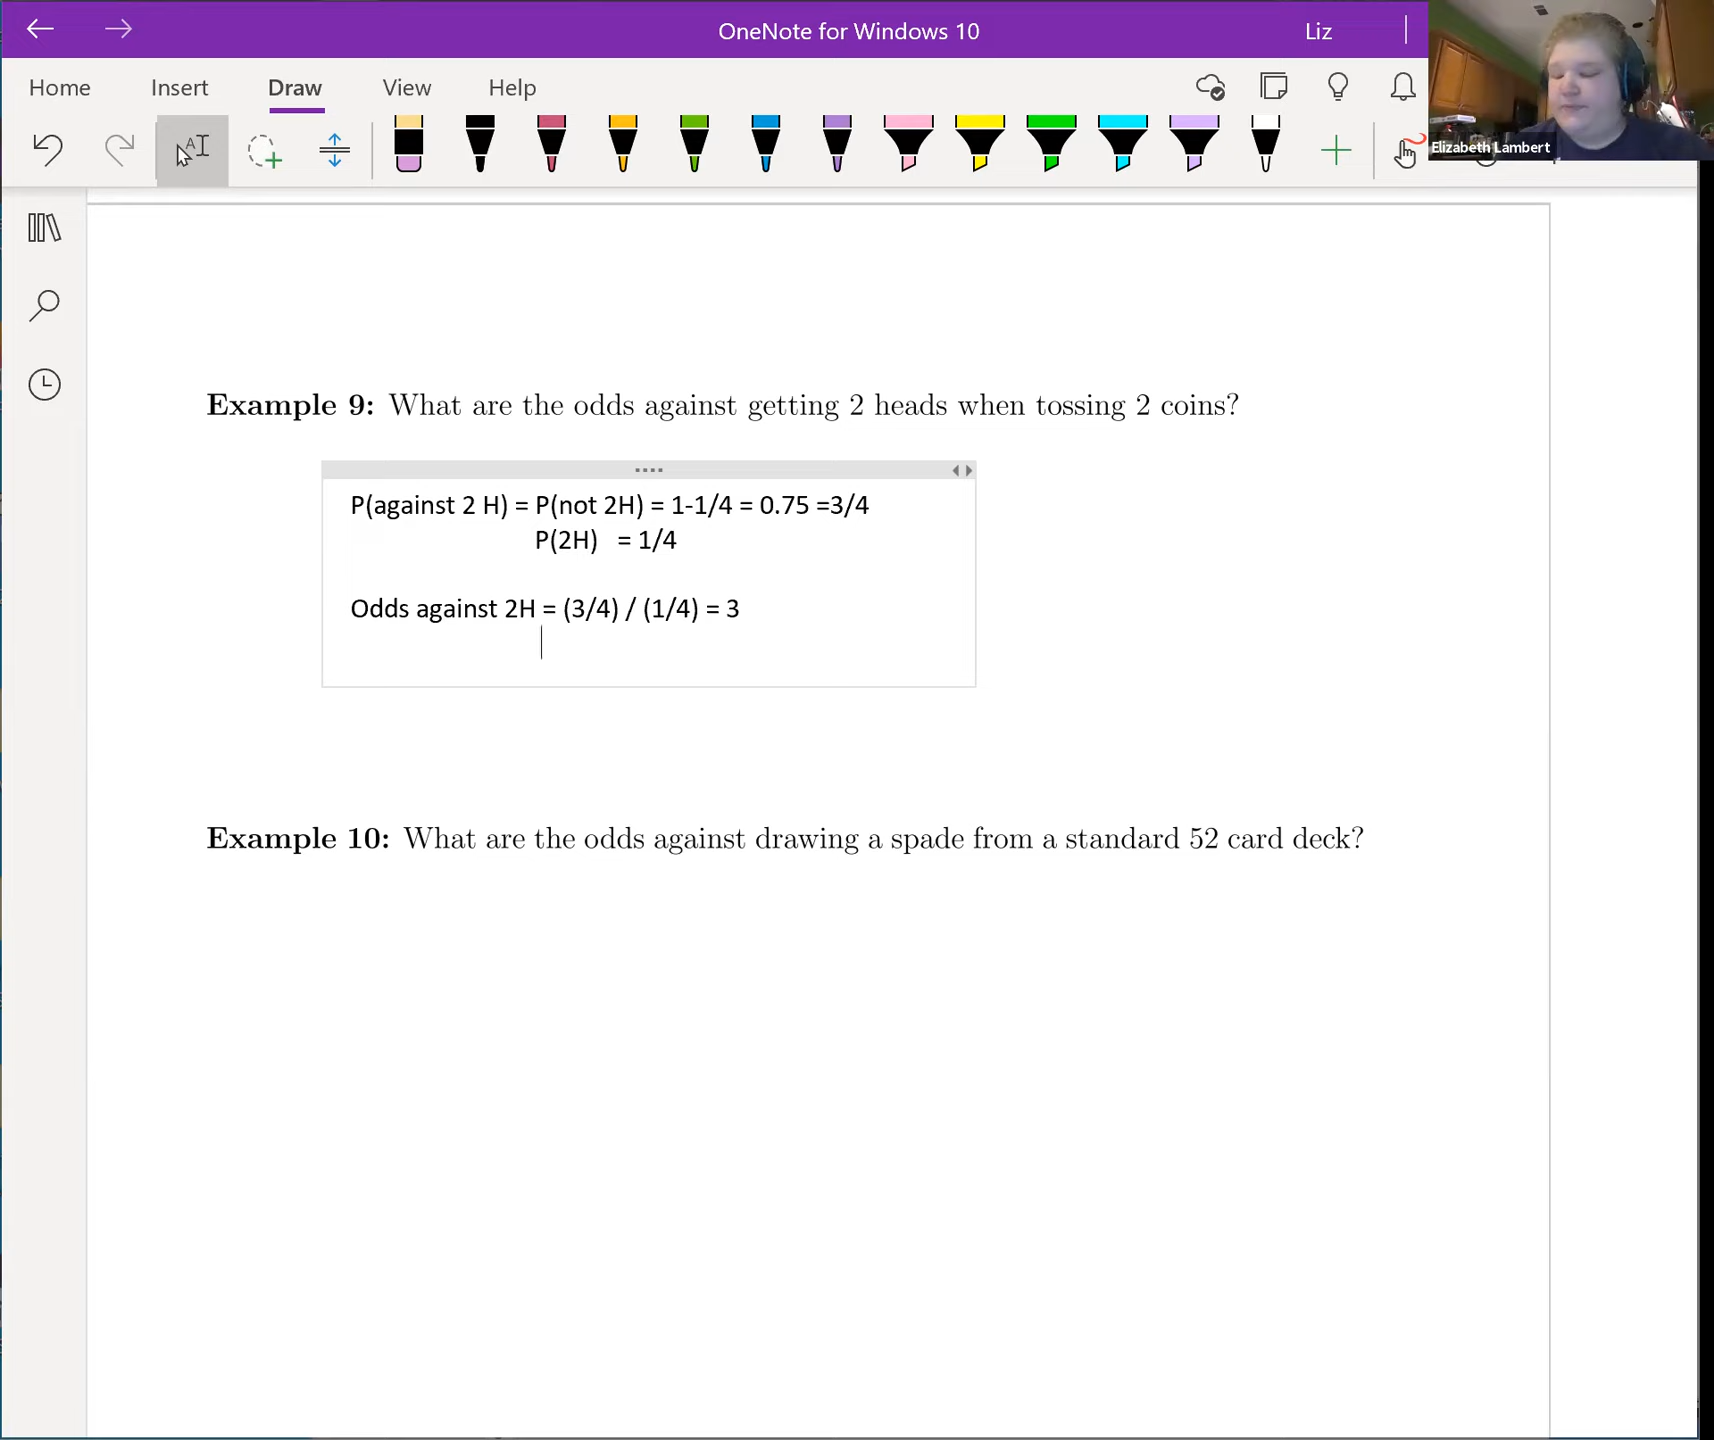 OneNote for Windows 10
Liz
Home Insert Draw View Help
Elizabeth Lambert
Example 9: What are the odds against getting 2 heads when tossing 2 coins?
P(against 2 H) = P(not 2H) = 1-1/4 = 0.75 =3/4
P(2H) = 1/4
Odds against 2H = (3/4) / (1/4) = 3
Example 10: What are the odds against drawing a spade from a standard 52 card deck?